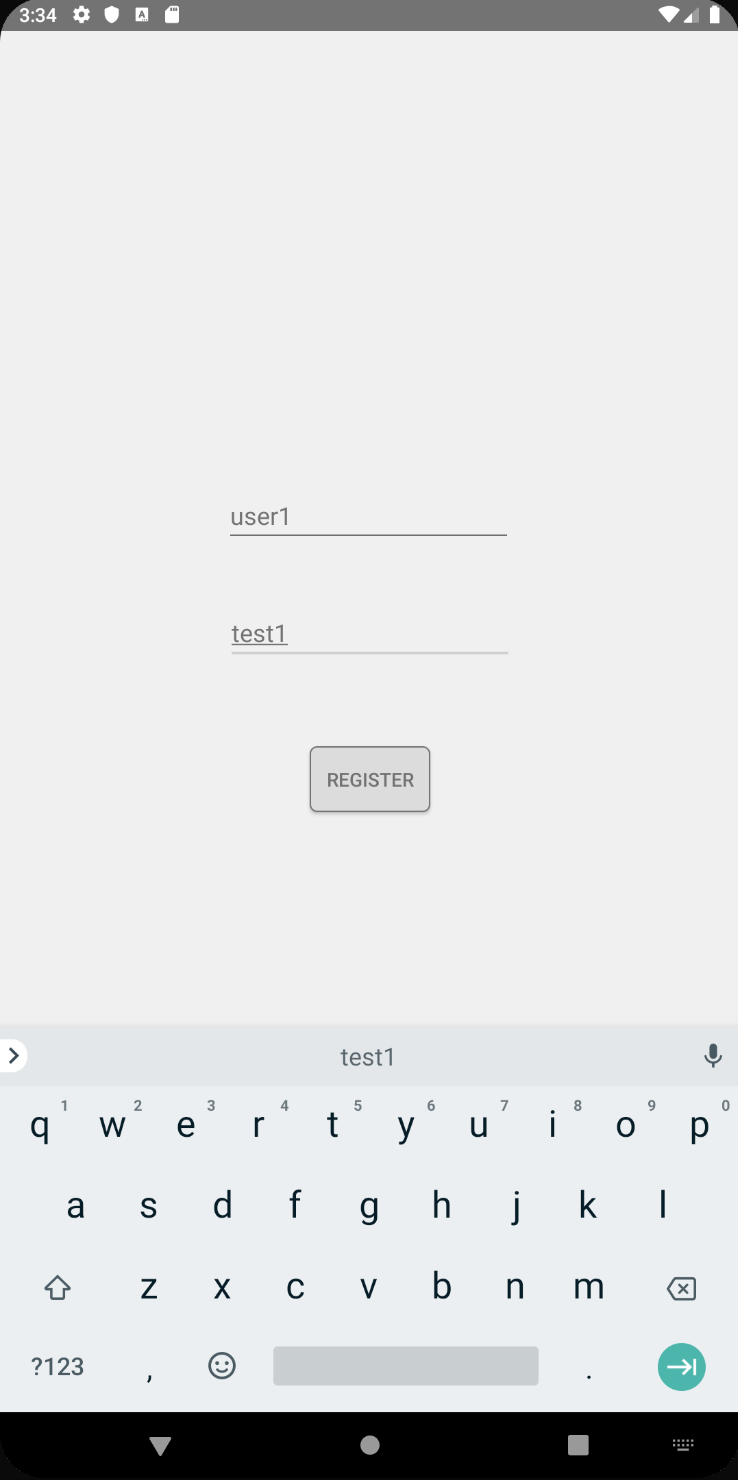 3:34
user1
test1
REGISTER
test1
q 1 w 2 e 3 r 4 t 5 y 6 u 7 i 8 o 9 p 0
a s d f g h j k l
z x c v b n m
?123 , .